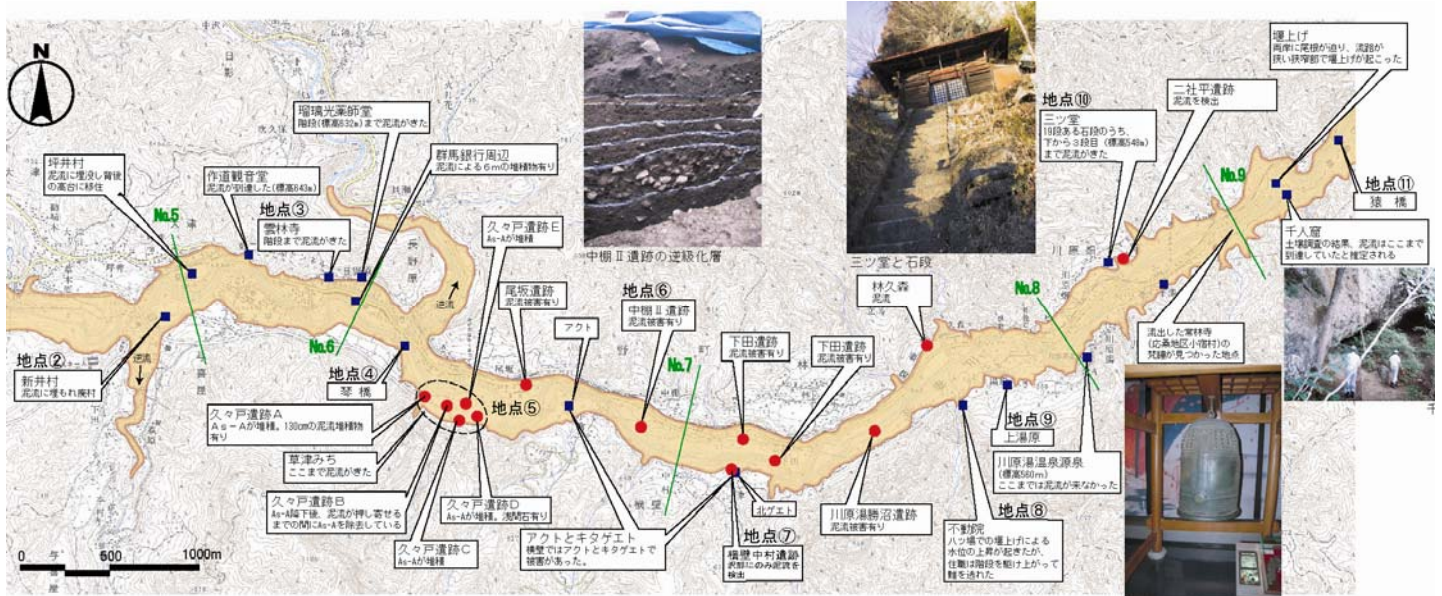 N
坪井村
泥流に埋没し背後
の高台に移住
作道観音堂
泥流が到達した(標高643m)
地点③
雲林寺
階段まで泥流がきた
瑠璃光薬師堂
階段(標高632m)まで泥流がきた
群馬銀行周辺
泥流による6mの堆積物有り
久々戸遺跡E
As-Aが堆積
No.5
No.6
長野原
逆流
逆流
地点②
新井村
泥流に埋もれ廃村
地点④
琴橋
地点⑤
久々戸遺跡A
As-Aが堆積。130cmの泥流堆積物
有り
草津みち
ここまで泥流がきた
久々戸遺跡B
As-A降下後、泥流が押し寄せる
までの間にAs-Aを除去している
久々戸遺跡C
As-Aが堆積
久々戸遺跡D
As-Aが堆積。浅間石有り
0 500 1000m
中棚Ⅱ遺跡の逆級化層
尾坂遺跡
泥流被害有り
アクト
地点⑥
中棚Ⅱ遺跡
泥流被害有り
No.7
下田遺跡
泥流被害有り
下田遺跡
泥流被害有り
アクトとキタゲエト
横壁ではアクトとキタゲエトで
被害があった。
北ゲエト
地点⑦
横壁中村遺跡
沢部にのみ泥流を
検出
三ツ堂と石段
林久森
泥流
川原湯勝沼遺跡
泥流被害有り
地点⑧
不動院
八ッ場での堰上げによる
水位の上昇が起きたが、
住職は階段を駆け上がって
難を逃れた
地点⑨
上湯原
No.8
川原湯温泉源泉
(標高560m)
ここまでは泥流が来なかった
地点⑩
三ツ堂
19段ある石段のうち、
下から3段目(標高548m)
まで泥流がきた
二社平遺跡
泥流を検出
堰上げ
両岸に尾根が迫り、流路が
狭い狭窄部で堰上げが起こった
No.9
地点⑪
猿橋
千人窟
土壌調査の結果、泥流はここまで
到達していたと推定される
流出した常林寺
(応桑地区小宿村)の
梵鐘が見つかった地点
千